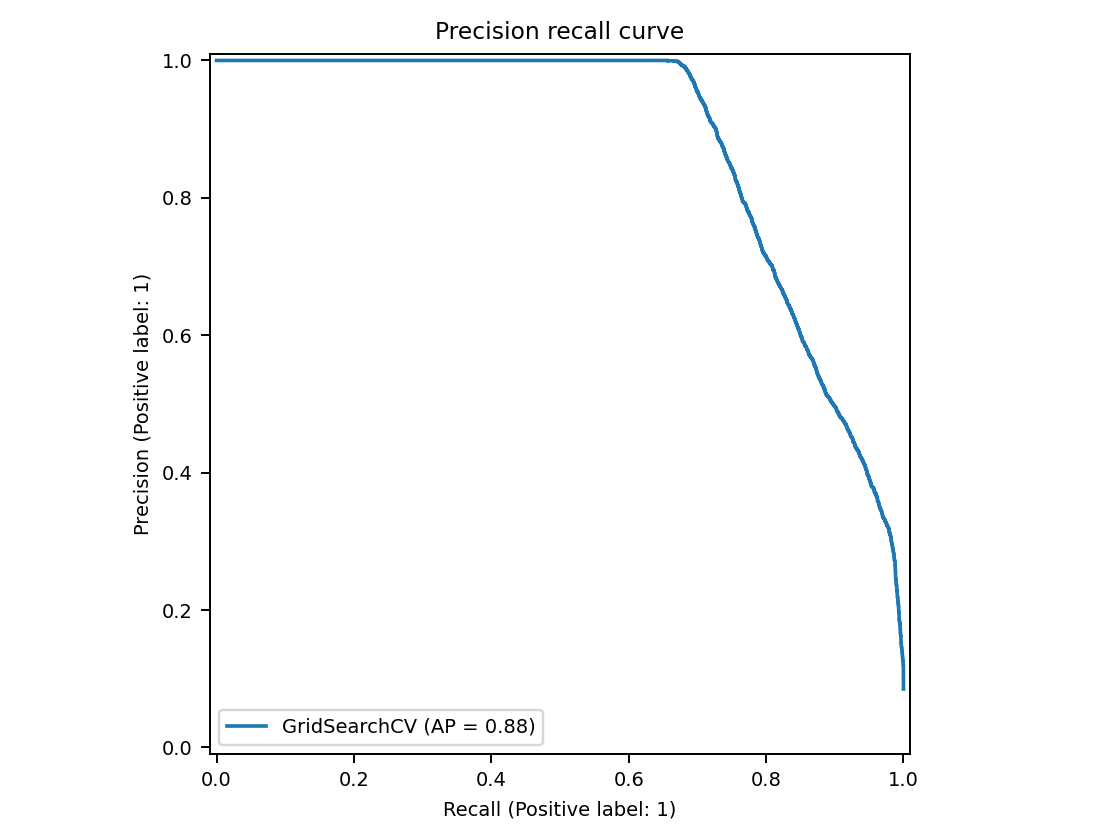 Precision recall curve
1.0
0.8
0.6
0.4
0.2
0.0
Precision (Positive label: 1)
GridSearchCV (AP = 0.88)
0.0 0.2 0.4 0.6 0.8 1.0
Recall (Positive label: 1)